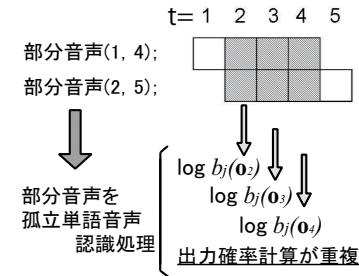 t= 1 2 3 4 5
部分音声(1, 4);
部分音声(2, 5);
log bj(o2)
log bj(o3)
log bj(o4)
部分音声を
孤立単語音声
認識処理
出力確率計算が重複